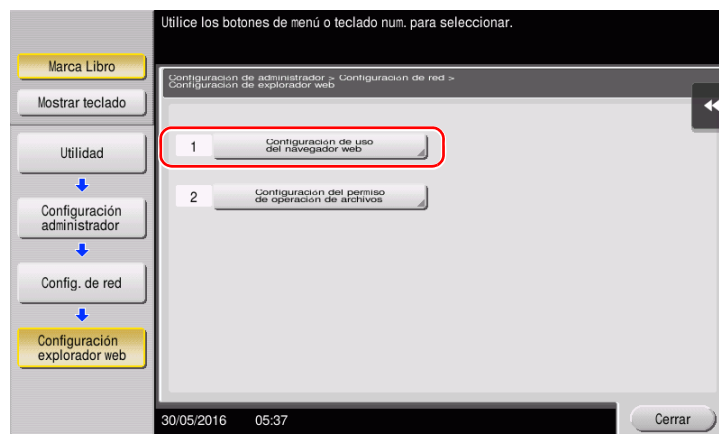 Utilice los botones de menú o teclado num. para seleccionar.
Marca Libro
Mostrar teclado
Configuración de administrador > Configuración de red >
Configuración de explorador web
Utilidad
Configuración
administrador
Config. de red
Configuración
explorador web
1
Configuración de uso
del navegador web
2
Configuración del permiso
de operación de archivos
30/05/2016 05:37
Cerrar